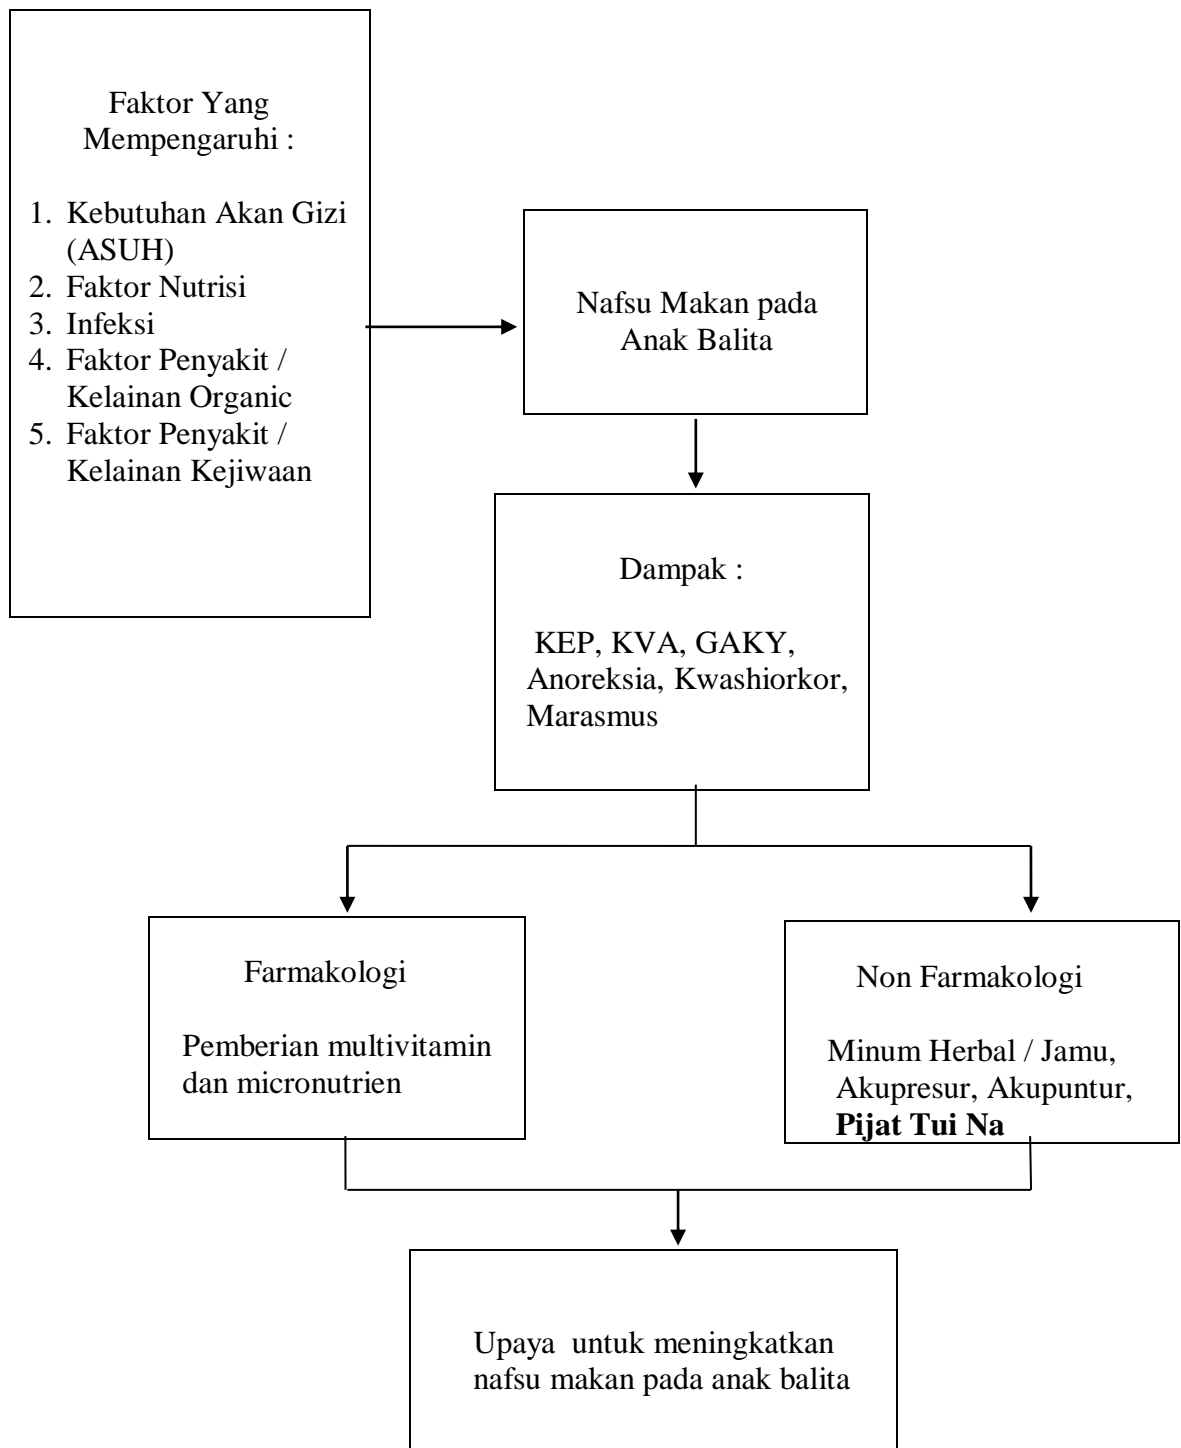 Faktor Yang
Mempengaruhi :
1. Kebutuhan Akan Gizi
(ASUH)
2. Faktor Nutrisi
3. Infeksi
4. Faktor Penyakit /
Kelainan Organic
5. Faktor Penyakit /
Kelainan Kejiwaan
Nafsu Makan pada
Anak Balita
Dampak :
KEP, KVA, GAKY,
Anoreksia, Kwashiorkor,
Marasmus
Farmakologi
Pemberian multivitamin
dan micronutrien
Non Farmakologi
Minum Herbal / Jamu,
Akupresur, Akupuntur,
Pijat Tui Na
Upaya untuk meningkatkan
nafsu makan pada anak balita